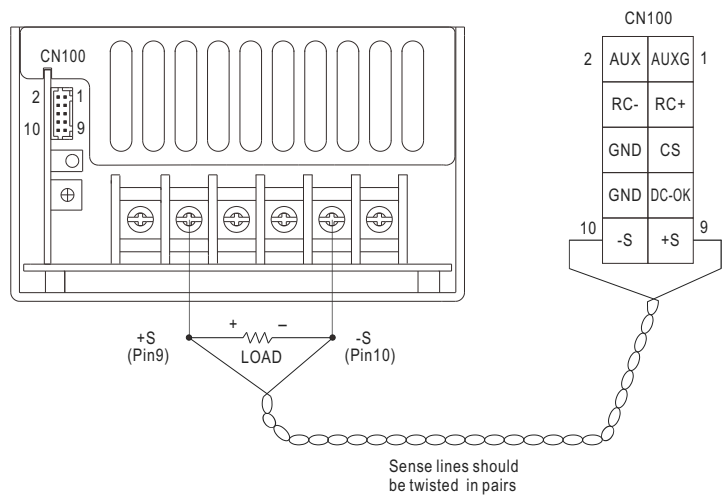 CN100
2 1
10 9
+S
(Pin9)
+ –
LOAD
-S
(Pin10)
CN100
2 AUX AUXG 1
RC- RC+
GND CS
GND DC-OK
10 -S +S 9
Sense lines should
be twisted in pairs